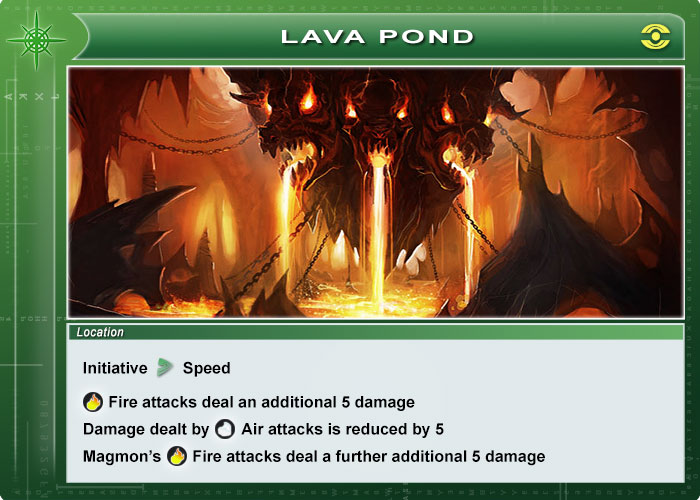 LAVA POND
Location
Initiative Speed
Fire attacks deal an additional 5 damage
Damage dealt by Air attacks is reduced by 5
Magmon's Fire attacks deal a further additional 5 damage